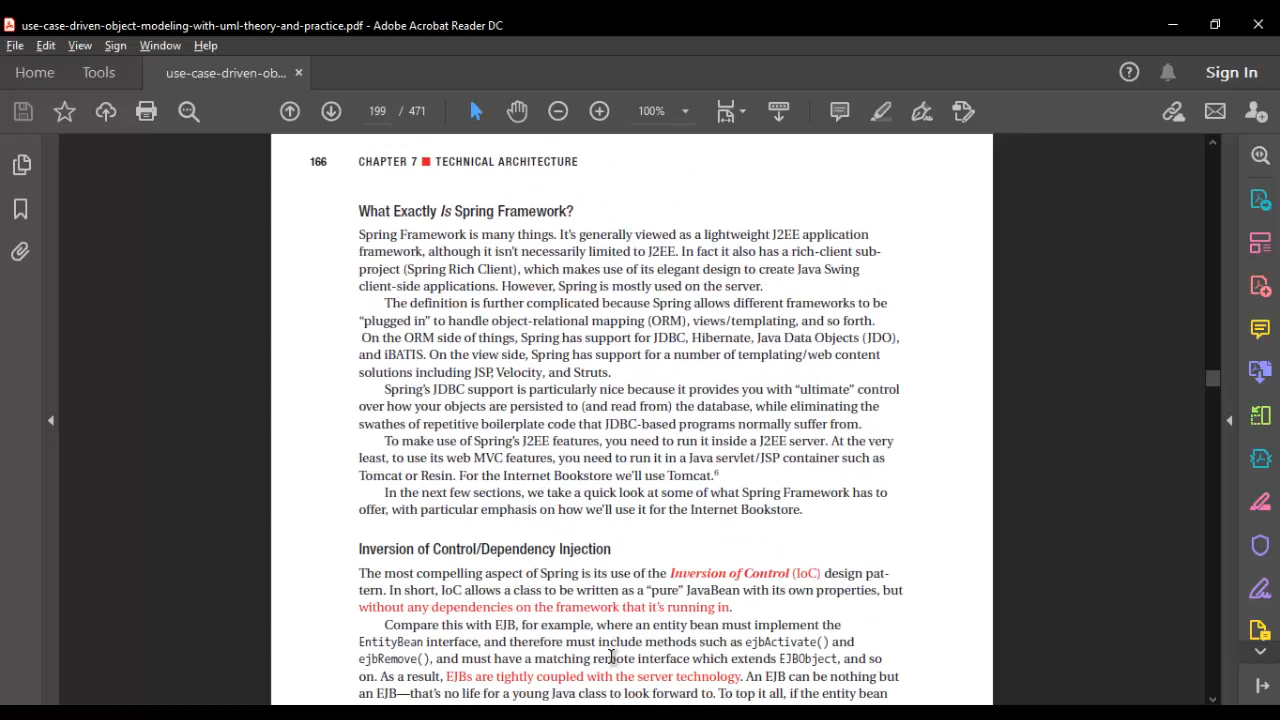 use-case-driven-object-modeling-with-uml-theory-and-practice.pdf - Adobe Acrobat Reader DC
File Edit View Sign Window Help
Home Tools use-case-driven-ob... × Sign In
199 / 471 100%
166 CHAPTER 7 ■ TECHNICAL ARCHITECTURE
What Exactly Is Spring Framework?
Spring Framework is many things. It’s generally viewed as a lightweight J2EE application
framework, although it isn’t necessarily limited to J2EE. In fact it also has a rich-client sub-
project (Spring Rich Client), which makes use of its elegant design to create Java Swing
client-side applications. However, Spring is mostly used on the server.
The definition is further complicated because Spring allows different frameworks to be
“plugged in” to handle object-relational mapping (ORM), views/templating, and so forth.
On the ORM side of things, Spring has support for JDBC, Hibernate, Java Data Objects (JDO),
and iBATIS. On the view side, Spring has support for a number of templating/web content
solutions including JSP, Velocity, and Struts.
Spring’s JDBC support is particularly nice because it provides you with “ultimate” control
over how your objects are persisted to (and read from) the database, while eliminating the
swathes of repetitive boilerplate code that JDBC-based programs normally suffer from.
To make use of Spring’s J2EE features, you need to run it inside a J2EE server. At the very
least, to use its web MVC features, you need to run it in a Java servlet/JSP container such as
Tomcat or Resin. For the Internet Bookstore we’ll use Tomcat.⁶
In the next few sections, we take a quick look at some of what Spring Framework has to
offer, with particular emphasis on how we’ll use it for the Internet Bookstore.
Inversion of Control/Dependency Injection
The most compelling aspect of Spring is its use of the Inversion of Control (IoC) design pat-
tern. In short, IoC allows a class to be written as a “pure” JavaBean with its own properties, but
without any dependencies on the framework that it’s running in.
Compare this with EJB, for example, where an entity bean must implement the
EntityBean interface, and therefore must include methods such as ejbActivate() and
ejbRemove(), and must have a matching remote interface which extends EJBObject, and so
on. As a result, EJBs are tightly coupled with the server technology. An EJB can be nothing but
an EJB—that’s no life for a young Java class to look forward to. To top it all, if the entity bean